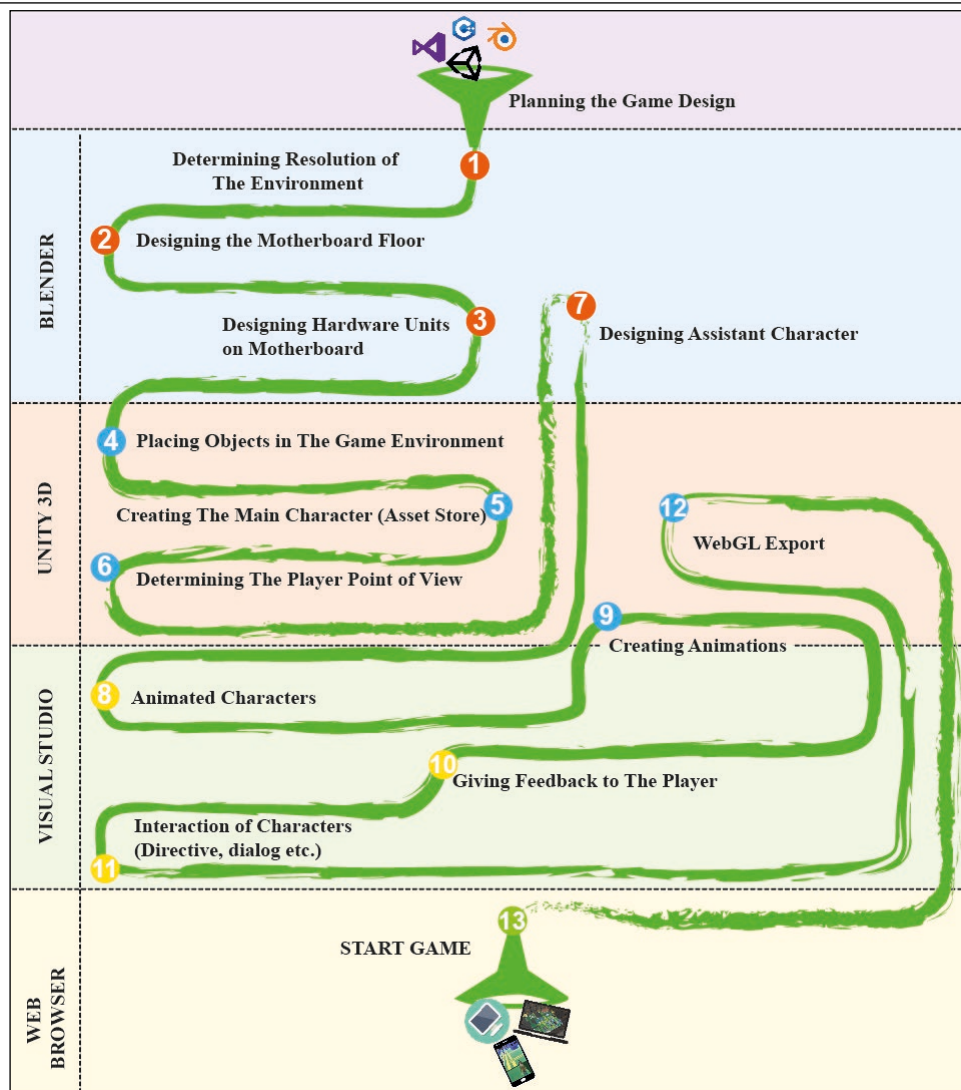 Planning the Game Design
BLENDER
1
Determining Resolution of
The Environment
2
Designing the Motherboard Floor
3
Designing Hardware Units
on Motherboard
7
Designing Assistant Character
UNITY 3D
4
Placing Objects in The Game Environment
5
Creating The Main Character (Asset Store)
6
Determining The Player Point of View
12
WebGL Export
9
Creating Animations
VISUAL STUDIO
8
Animated Characters
10
Giving Feedback to The Player
11
Interaction of Characters
(Directive, dialog etc.)
WEB
BROWSER
13
START GAME